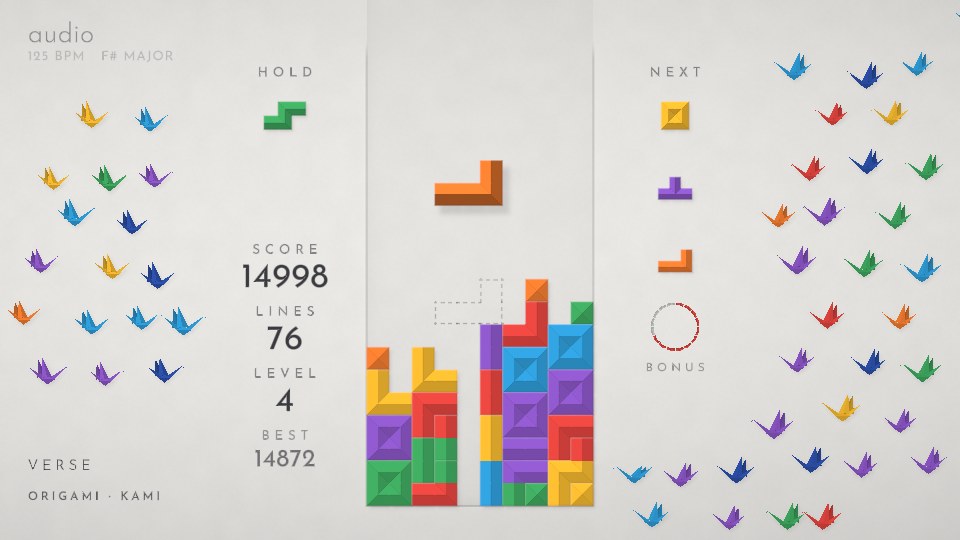 audio
125 BPM F# MAJOR
HOLD
NEXT
SCORE
14998
LINES
76
LEVEL
4
BEST
14872
BONUS
VERSE
ORIGAMI · KAMI